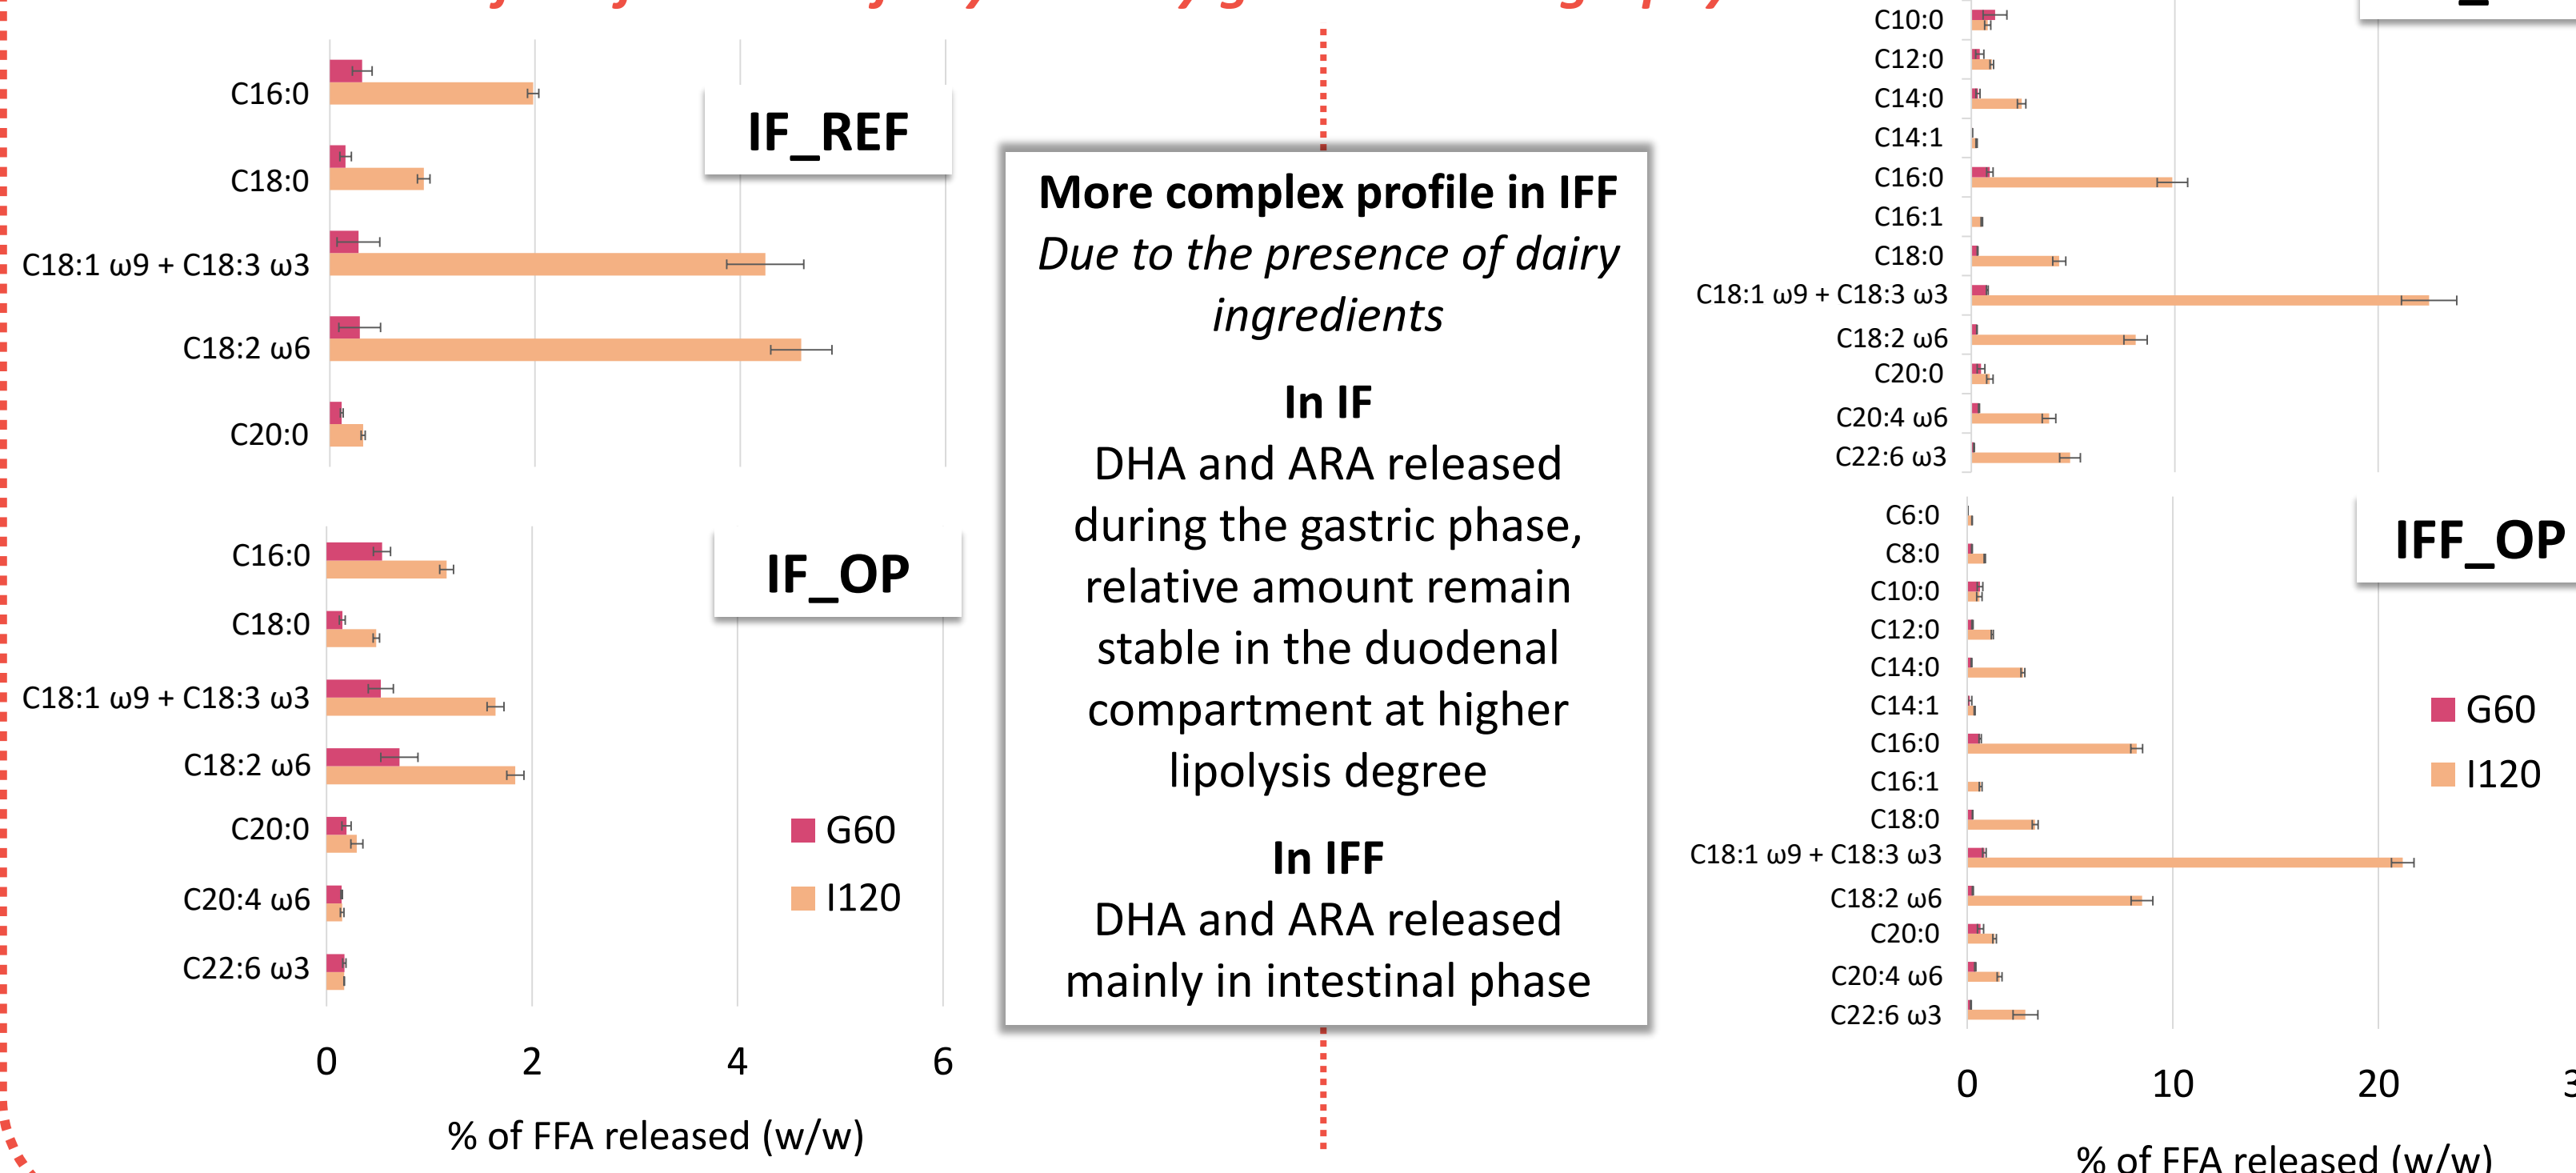 C16:0
C18:0
C18:1 ω9 + C18:3 ω3
C18:2 ω6
C20:0
IF_REF
C16:0
C18:0
C18:1 ω9 + C18:3 ω3
C18:2 ω6
C20:0
C20:4 ω6
C22:6 ω3
IF_OP
G60
I120
0 2 4 6
% of FFA released (w/w)
More complex profile in IFF
Due to the presence of dairy
ingredients
In IF
DHA and ARA released
during the gastric phase,
relative amount remain
stable in the duodenal
compartment at higher
lipolysis degree
In IFF
DHA and ARA released
mainly in intestinal phase
C10:0
C12:0
C14:0
C14:1
C16:0
C16:1
C18:0
C18:1 ω9 + C18:3 ω3
C18:2 ω6
C20:0
C20:4 ω6
C22:6 ω3
C6:0
C8:0
C10:0
C12:0
C14:0
C14:1
C16:0
C16:1
C18:0
C18:1 ω9 + C18:3 ω3
C18:2 ω6
C20:0
C20:4 ω6
C22:6 ω3
IFF_OP
G60
I120
0 10 20
% of FFA released (w/w)